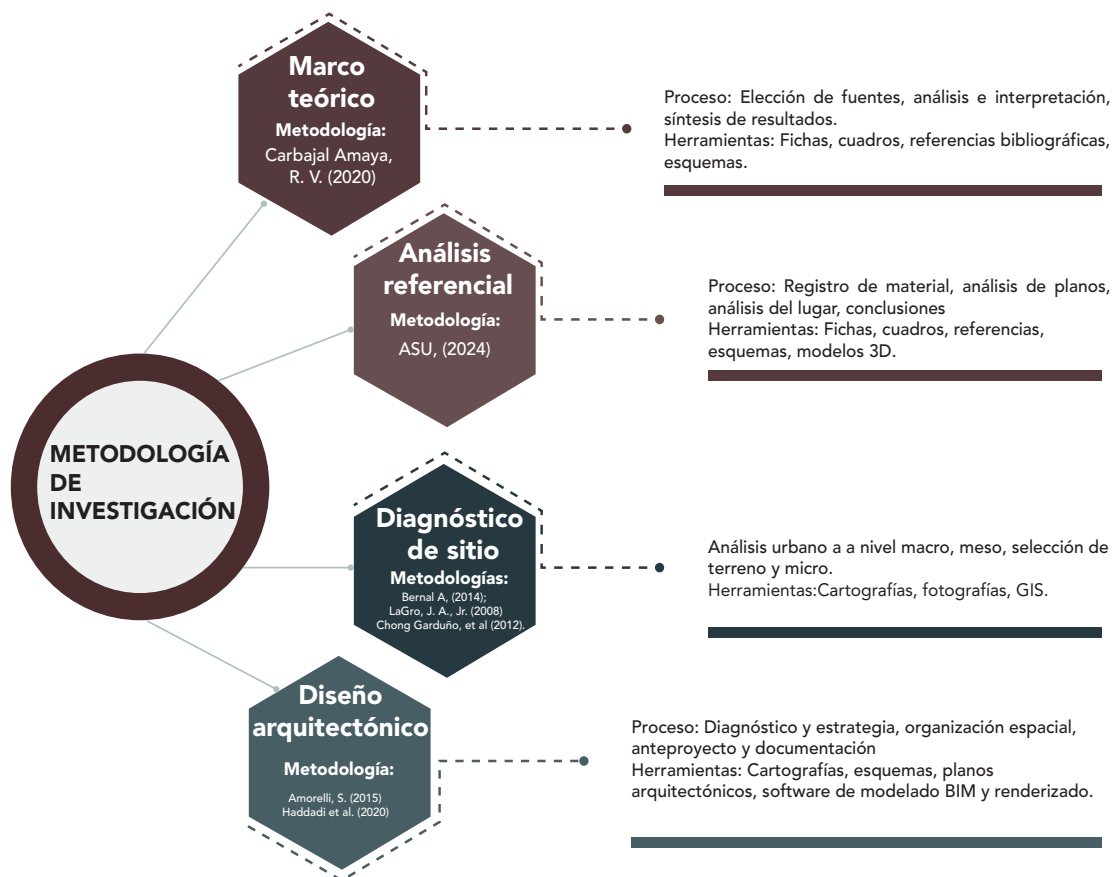 METODOLOGÍA
DE
INVESTIGACIÓN
Marco
teórico
Metodología:
Carbajal Amaya,
R. V. (2020)
Proceso: Elección de fuentes, análisis e interpretación,
síntesis de resultados.
Herramientas: Fichas, cuadros, referencias bibliográficas,
esquemas.
Análisis
referencial
Metodología:
ASU, (2024)
Proceso: Registro de material, análisis de planos,
análisis del lugar, conclusiones
Herramientas: Fichas, cuadros, referencias,
esquemas, modelos 3D.
Diagnóstico
de sitio
Metodologías:
Bernal A, (2014);
LaGro, J. A., Jr. (2008)
Chong Garduño, et al (2012).
Análisis urbano a a nivel macro, meso, selección de
terreno y micro.
Herramientas:Cartografías, fotografías, GIS.
Diseño
arquitectónico
Metodología:
Amorelli, S. (2015)
Haddadi et al. (2020)
Proceso: Diagnóstico y estrategia, organización espacial,
anteproyecto y documentación
Herramientas: Cartografías, esquemas, planos
arquitectónicos, software de modelado BIM y renderizado.